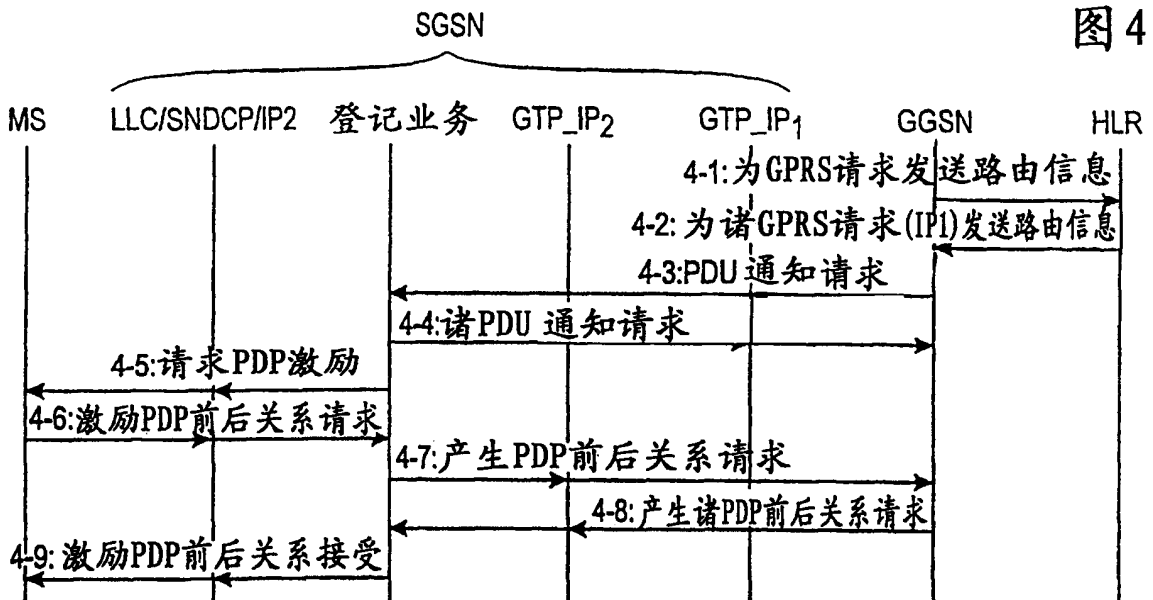 SGSN
图4
MS
LLC/SNDCP/IP2
登记业务
GTP_IP2
GTP_IP1
GGSN
HLR
4-1:为GPRS请求发送路由信息
4-2:为诸GPRS请求(IP1)发送路由信息
4-3:PDU 通知请求
4-4:诸PDU 通知请求
4-5:请求PDP激励
4-6:激励PDP前后关系请求
4-7:产生PDP前后关系请求
4-8:产生诸PDP前后关系请求
4-9:激励PDP前后关系接受